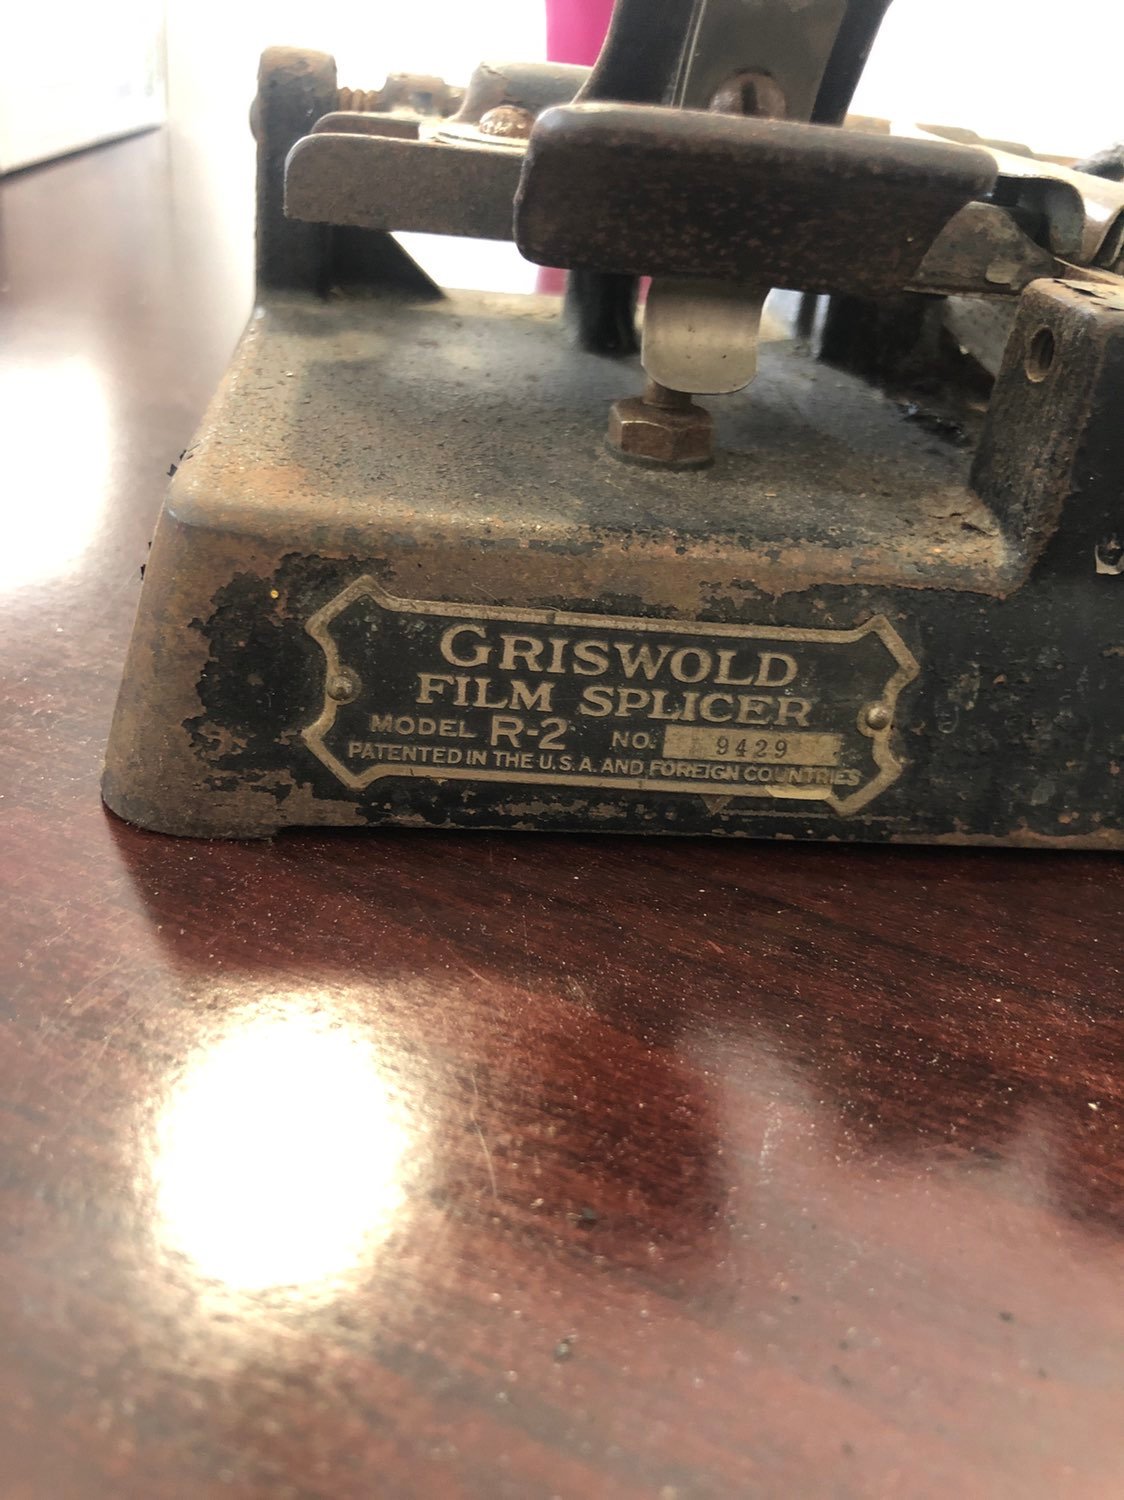 GRISWOLD
FILM SPLICER
MODEL R-2 NO. 9429
PATENTED IN THE U.S.A. AND FOREIGN COUNTRIES